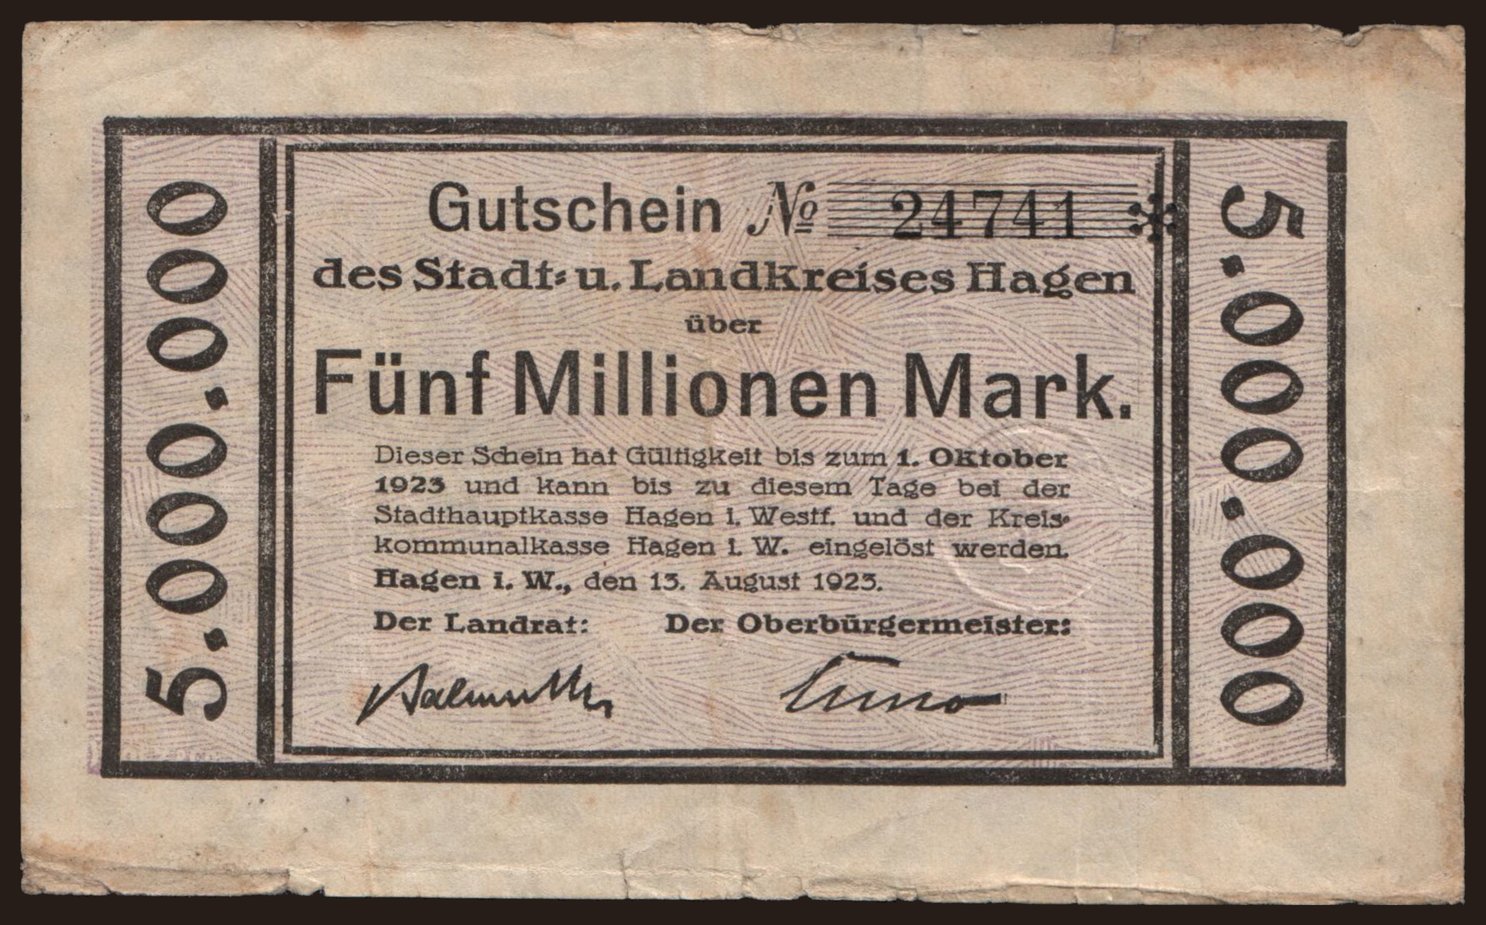 5.000.000
Gutschein No 24741 *
des Stadt- u. Landkreises Hagen
über
Fünf Millionen Mark.
Dieser Schein hat Gültigkeit bis zum 1. Oktober
1923 und kann bis zu diesem Tage bei der
Stadthauptkasse Hagen i. Westf. und der Kreis-
kommunalkasse Hagen i. W. eingelöst werden.
Hagen i. W., den 13. August 1923.
Der Landrat: Der Oberbürgermeister:
Cuno
5.000.000